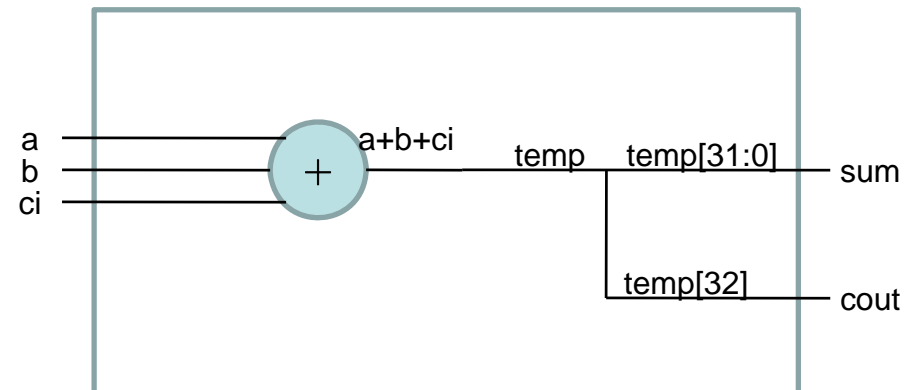 a
b
ci
+
a+b+ci
temp
temp[31:0]
sum
temp[32]
cout